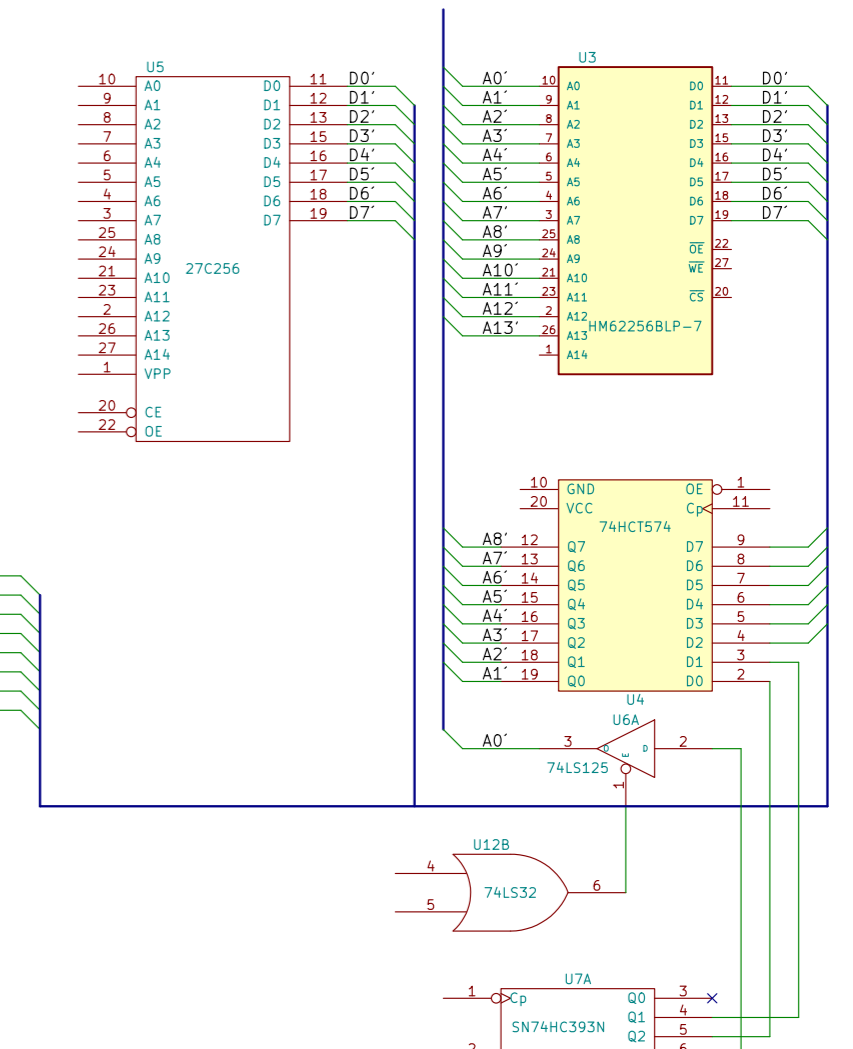 U5
10 A0 D0 11 D0′
9 A1 D1 12 D1′
8 A2 D2 13 D2′
7 A3 D3 15 D3′
6 A4 D4 16 D4′
5 A5 D5 17 D5′
4 A6 D6 18 D6′
3 A7 D7 19 D7′
25 A8
24 A9
27C256
21 A10
23 A11
2 A12
26 A13
27 A14
1 VPP
20 CE
22 OE
U3
A0′ 10 A0 D0 11 D0′
A1′ 9 A1 D1 12 D1′
A2′ 8 A2 D2 13 D2′
A3′ 7 A3 D3 15 D3′
A4′ 6 A4 D4 16 D4′
A5′ 5 A5 D5 17 D5′
A6′ 4 A6 D6 18 D6′
A7′ 3 A7 D7 19 D7′
A8′ 25 A8 OE 22
A9′ 24 A9 WE 27
A10′ 21 A10
A11′ 23 A11 CS 20
A12′ 2 A12
HM62256BLP-7
A13′ 26 A13
1 A14
10 GND OE 1
20 VCC Cp 11
74HCT574
A8′ 12 Q7 D7 9
A7′ 13 Q6 D6 8
A6′ 14 Q5 D5 7
A5′ 15 Q4 D4 6
A4′ 16 Q3 D3 5
A3′ 17 Q2 D2 4
A2′ 18 Q1 D1 3
A1′ 19 Q0 D0 2
U4
U6A
A0′ 3 O E D 2
74LS125
1
U12B
4
74LS32 6
5
U7A
1 Cp Q0 3
Q1 4
SN74HC393N
Q2 5
2 6